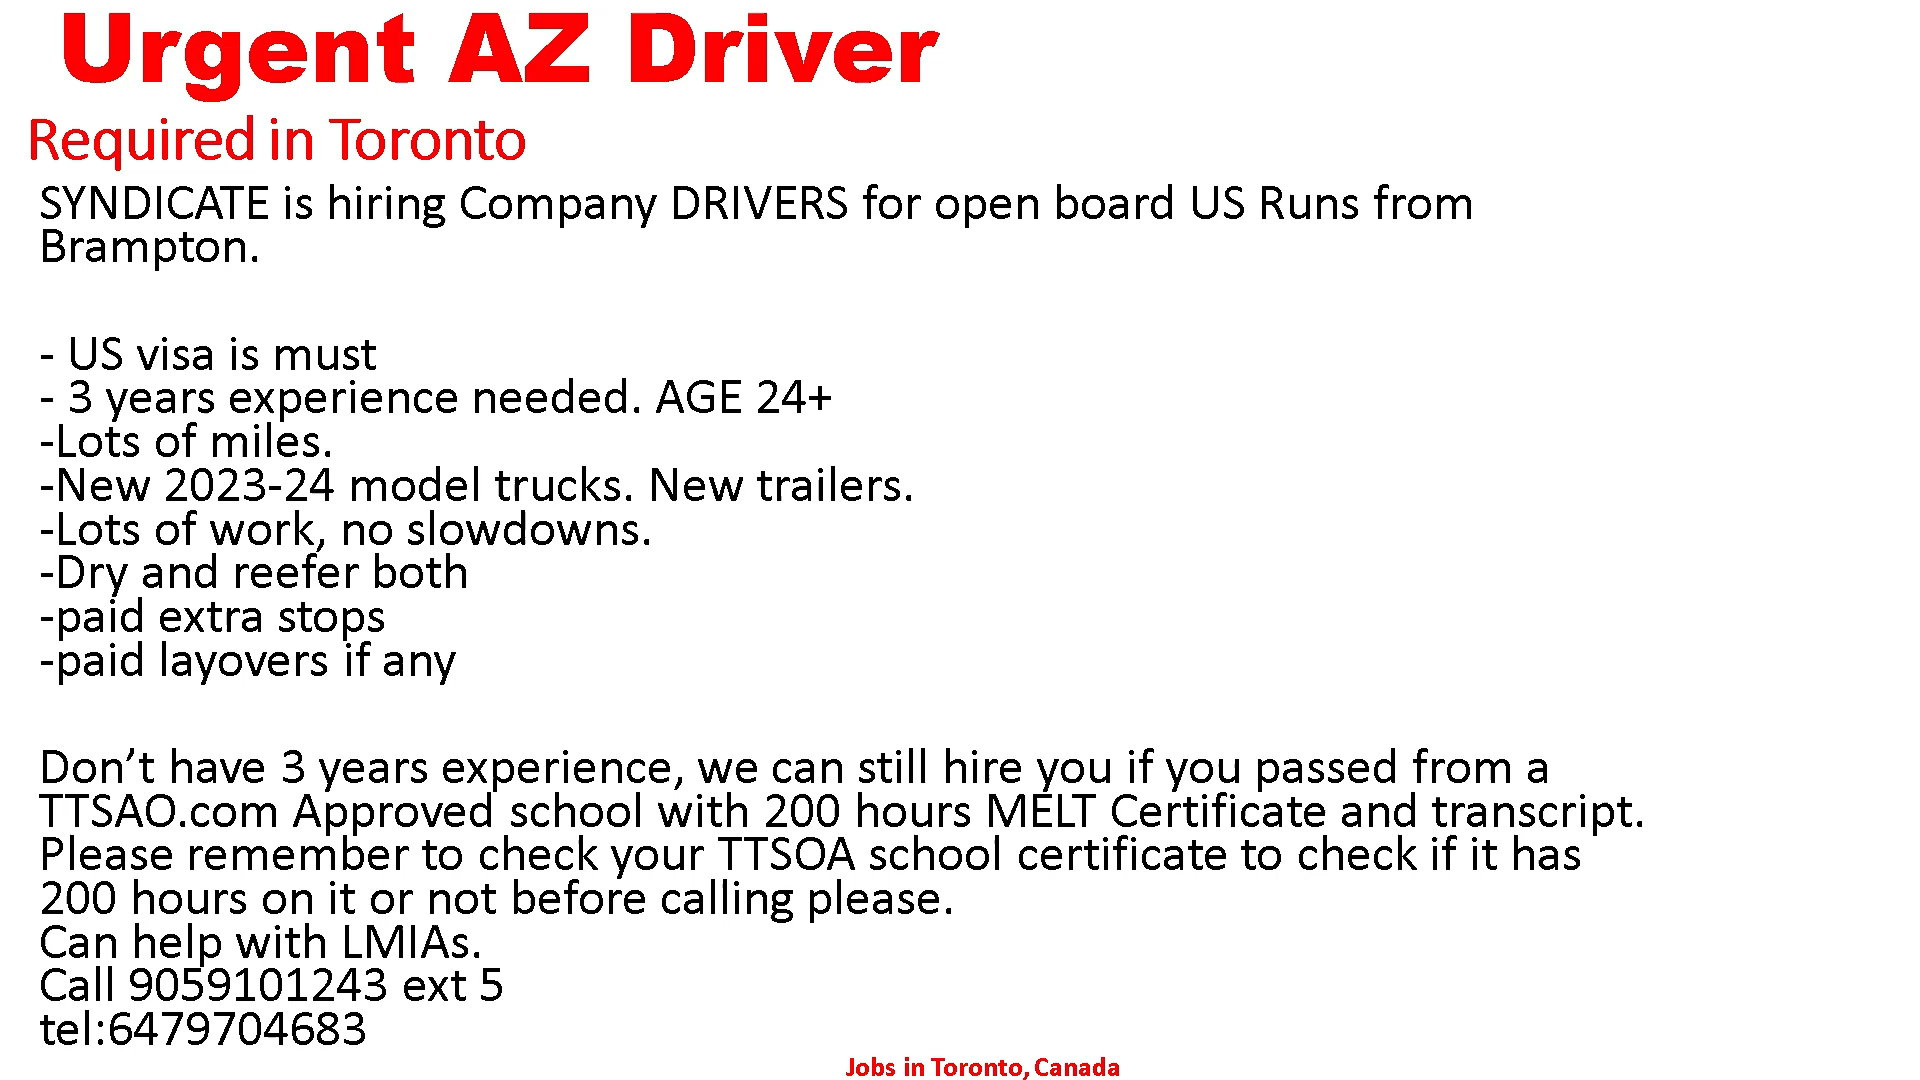 Urgent AZ Driver
Required in Toronto
SYNDICATE is hiring Company DRIVERS for open board US Runs from
Brampton.
- US visa is must
- 3 years experience needed. AGE 24+
-Lots of miles.
-New 2023-24 model trucks. New trailers.
-Lots of work, no slowdowns.
-Dry and reefer both
-paid extra stops
-paid layovers if any
Don’t have 3 years experience, we can still hire you if you passed from a
TTSAO.com Approved school with 200 hours MELT Certificate and transcript.
Please remember to check your TTSOA school certificate to check if it has
200 hours on it or not before calling please.
Can help with LMIAs.
Call 9059101243 ext 5
tel:6479704683
Jobs in Toronto, Canada